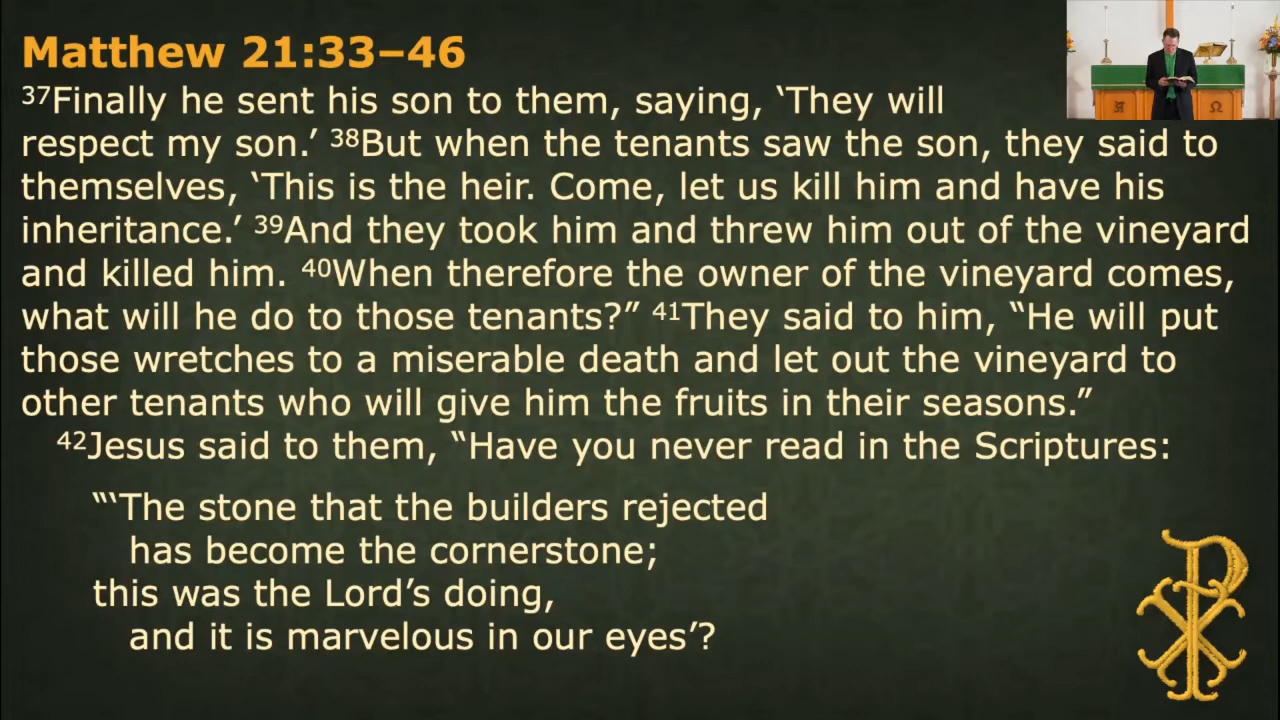 Matthew 21:33–46
³⁷Finally he sent his son to them, saying, ‘They will
respect my son.’ ³⁸But when the tenants saw the son, they said to
themselves, ‘This is the heir. Come, let us kill him and have his
inheritance.’ ³⁹And they took him and threw him out of the vineyard
and killed him. ⁴⁰When therefore the owner of the vineyard comes,
what will he do to those tenants?” ⁴¹They said to him, “He will put
those wretches to a miserable death and let out the vineyard to
other tenants who will give him the fruits in their seasons.”
⁴²Jesus said to them, “Have you never read in the Scriptures:
“‘The stone that the builders rejected
has become the cornerstone;
this was the Lord’s doing,
and it is marvelous in our eyes’?
Α Ω